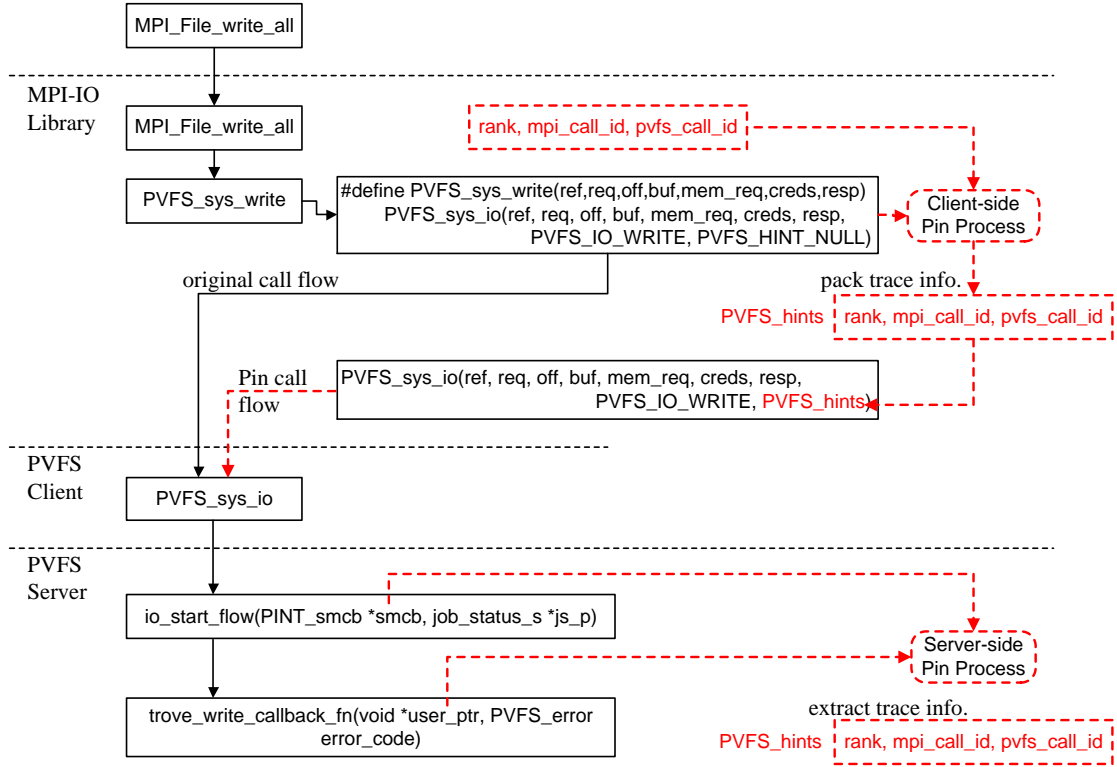 MPI_File_write_all
MPI-IO
Library
MPI_File_write_all
rank, mpi_call_id, pvfs_call_id
PVFS_sys_write
#define PVFS_sys_write(ref,req,off,buf,mem_req,creds,resp)
PVFS_sys_io(ref, req, off, buf, mem_req, creds, resp,
PVFS_IO_WRITE, PVFS_HINT_NULL)
Client-side
Pin Process
original call flow
pack trace info.
PVFS_hints rank, mpi_call_id, pvfs_call_id
Pin call
flow
PVFS_sys_io(ref, req, off, buf, mem_req, creds, resp,
PVFS_IO_WRITE, PVFS_hints)
PVFS
Client
PVFS_sys_io
PVFS
Server
io_start_flow(PINT_smcb *smcb, job_status_s *js_p)
Server-side
Pin Process
trove_write_callback_fn(void *user_ptr, PVFS_error
error_code)
extract trace info.
PVFS_hints rank, mpi_call_id, pvfs_call_id